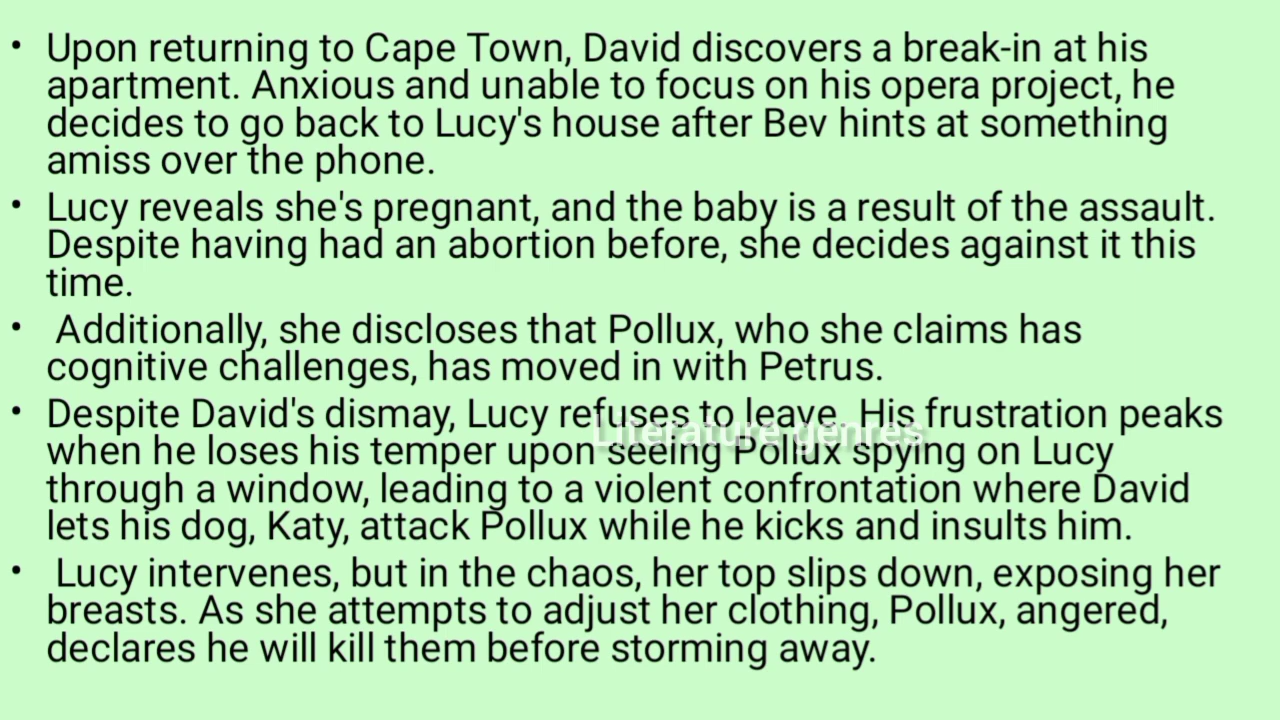 • Upon returning to Cape Town, David discovers a break-in at his
apartment. Anxious and unable to focus on his opera project, he
decides to go back to Lucy's house after Bev hints at something
amiss over the phone.
• Lucy reveals she's pregnant, and the baby is a result of the assault.
Despite having had an abortion before, she decides against it this
time.
• Additionally, she discloses that Pollux, who she claims has
cognitive challenges, has moved in with Petrus.
• Despite David's dismay, Lucy refuses to leave. His frustration peaks
Literature genres
when he loses his temper upon seeing Pollux spying on Lucy
through a window, leading to a violent confrontation where David
lets his dog, Katy, attack Pollux while he kicks and insults him.
• Lucy intervenes, but in the chaos, her top slips down, exposing her
breasts. As she attempts to adjust her clothing, Pollux, angered,
declares he will kill them before storming away.